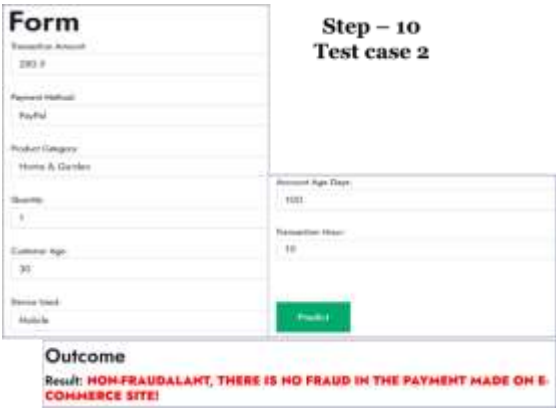 Form
Step – 10
Test case 2
Transaction Amount:
Payment Method:
PayPal
Product Category:
Home & Garden
Quantity:
1
Customer Age:
30
Device Used:
Mobile
Account Age Days:
100
Transaction Hour:
10
Predict
Outcome
Result: NON-FRAUDALANT, THERE IS NO FRAUD IN THE PAYMENT MADE ON E-
COMMERCE SITE!